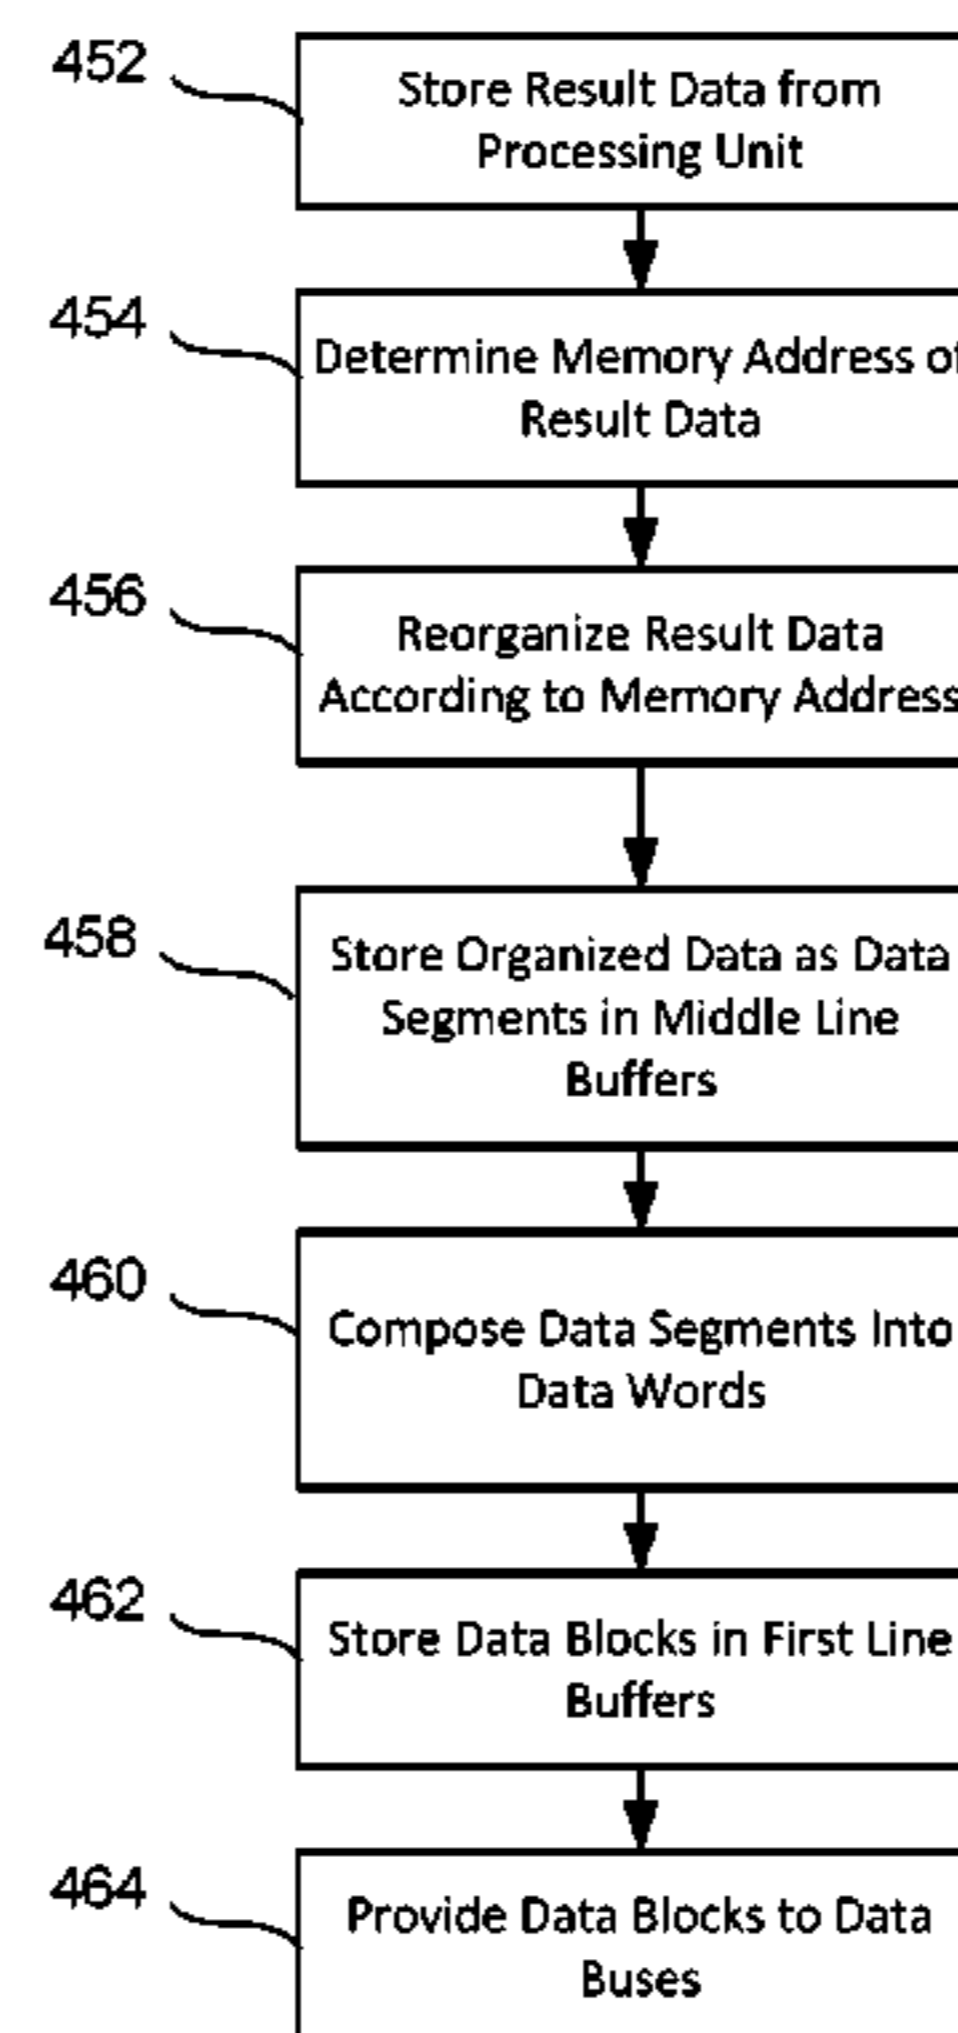 452
Store Result Data from
Processing Unit
454
Determine Memory Address of
Result Data
456
Reorganize Result Data
According to Memory Address
458
Store Organized Data as Data
Segments in Middle Line
Buffers
460
Compose Data Segments Into
Data Words
462
Store Data Blocks in First Line
Buffers
464
Provide Data Blocks to Data
Buses